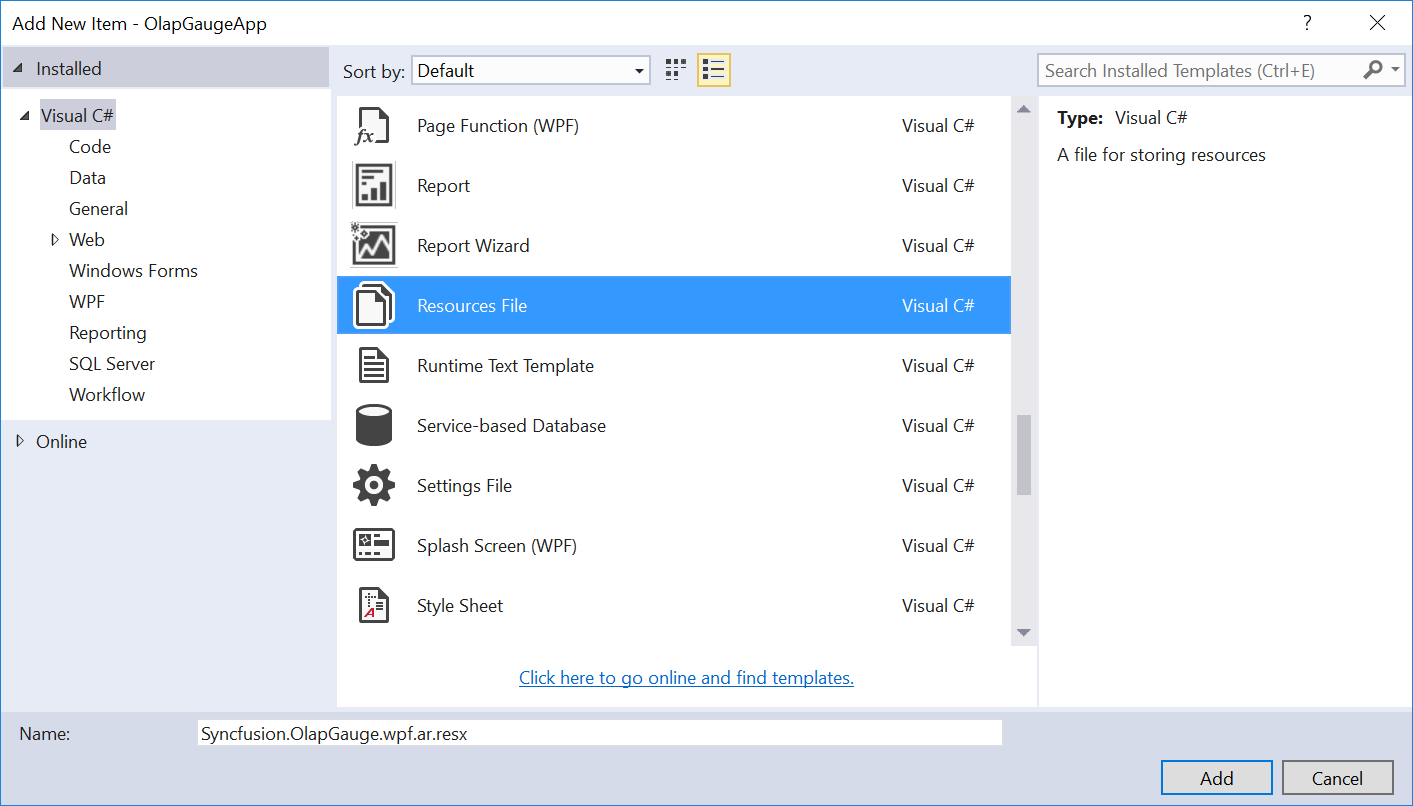 Add New Item - OlapGaugeApp
?
Installed
Sort by: Default
Search Installed Templates (Ctrl+E)
Visual C#
Code
Data
General
Web
Windows Forms
WPF
Reporting
SQL Server
Workflow
Online
Page Function (WPF) Visual C#
Report Visual C#
Report Wizard Visual C#
Resources File Visual C#
Runtime Text Template Visual C#
Service-based Database Visual C#
Settings File Visual C#
Splash Screen (WPF) Visual C#
Style Sheet Visual C#
Click here to go online and find templates.
Type: Visual C#
A file for storing resources
Name: Syncfusion.OlapGauge.wpf.ar.resx
Add Cancel